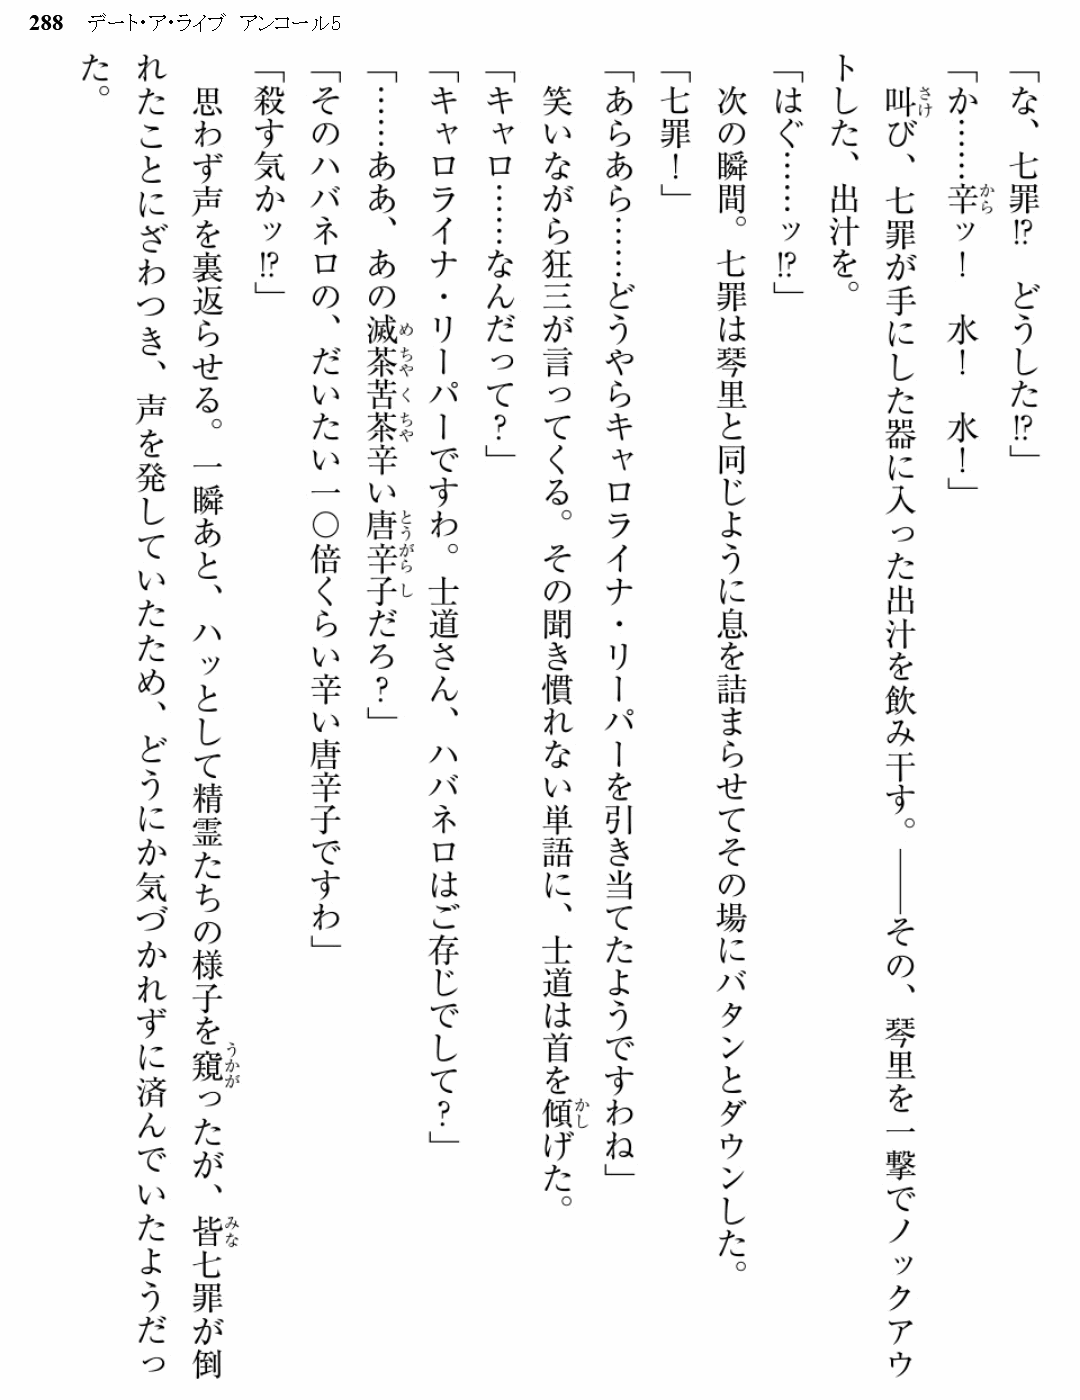 288 デート・ア・ライブ アンコール5
「な、七罪!? どうした!?」
「か……辛ッ! 水! 水!」
叫び、七罪が手にした器に入った出汁を飲み干す。――その、琴里を一撃でノックアウ
トした、出汁を。
「はぐ……ッ!?」
次の瞬間。七罪は琴里と同じように息を詰まらせてその場にバタンとダウンした。
「七罪!」
「あらあら……どうやらキャロライナ・リーパーを引き当てたようですわね」
笑いながら狂三が言ってくる。その聞き慣れない単語に、士道は首を傾げた。
「キャロ……なんだって?」
「キャロライナ・リーパーですわ。士道さん、ハバネロはご存じでして?」
「……ああ、あの滅茶苦茶辛い唐辛子だろ?」
「そのハバネロの、だいたい一〇倍くらい辛い唐辛子ですわ」
「殺す気かッ!?」
思わず声を裏返らせる。一瞬あと、ハッとして精霊たちの様子を窺ったが、皆七罪が倒
れたことにざわつき、声を発していたため、どうにか気づかれずに済んでいたようだっ
た。